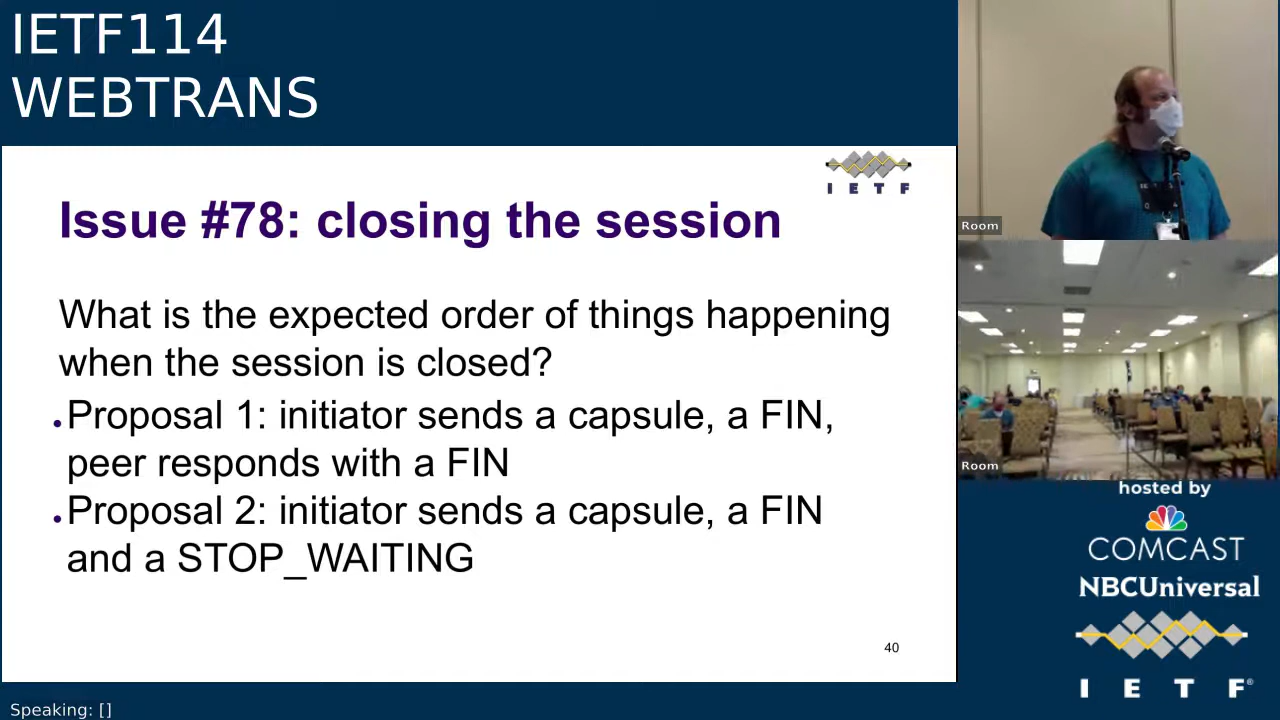 IETF114
WEBTRANS
I E T F
Issue #78: closing the session
What is the expected order of things happening
when the session is closed?
Proposal 1: initiator sends a capsule, a FIN,
peer responds with a FIN
Proposal 2: initiator sends a capsule, a FIN
and a STOP_WAITING
40
Room
Room
hosted by
COMCAST
NBCUniversal
I E T F®
Speaking: []